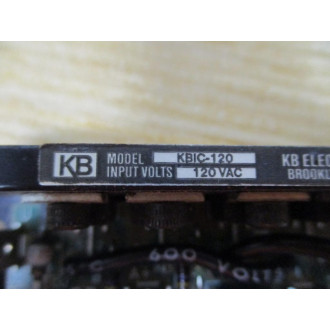 KB MODEL KBIC-120 KB ELEC
INPUT VOLTS 120 VAC BROOKL
C 600 VOLTS